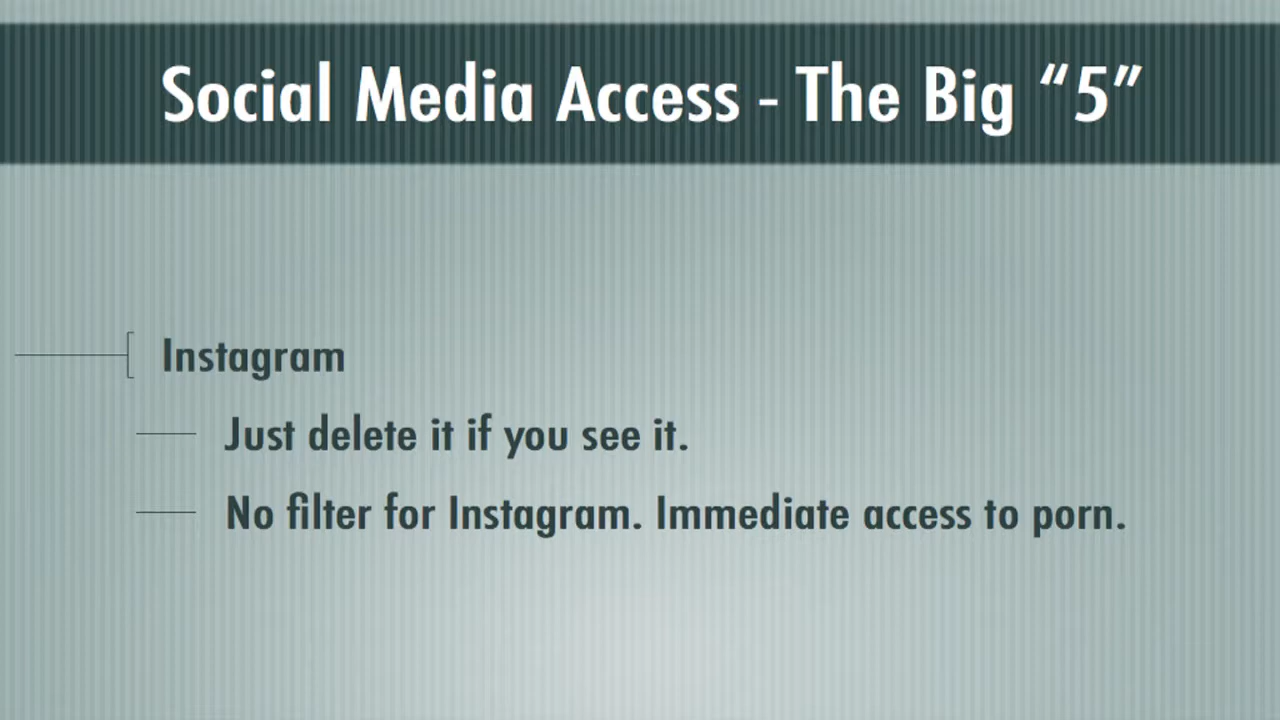 Social Media Access - The Big “5”
Instagram
Just delete it if you see it.
No filter for Instagram. Immediate access to porn.